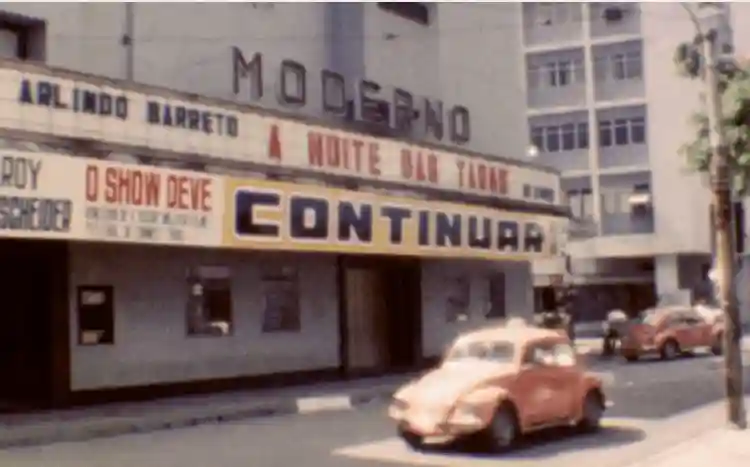 MODERNO
ARLINDO BARRETO A NOITE DAS TARAS
ROY SCHEIDER
O SHOW DEVE
CONTINUAR